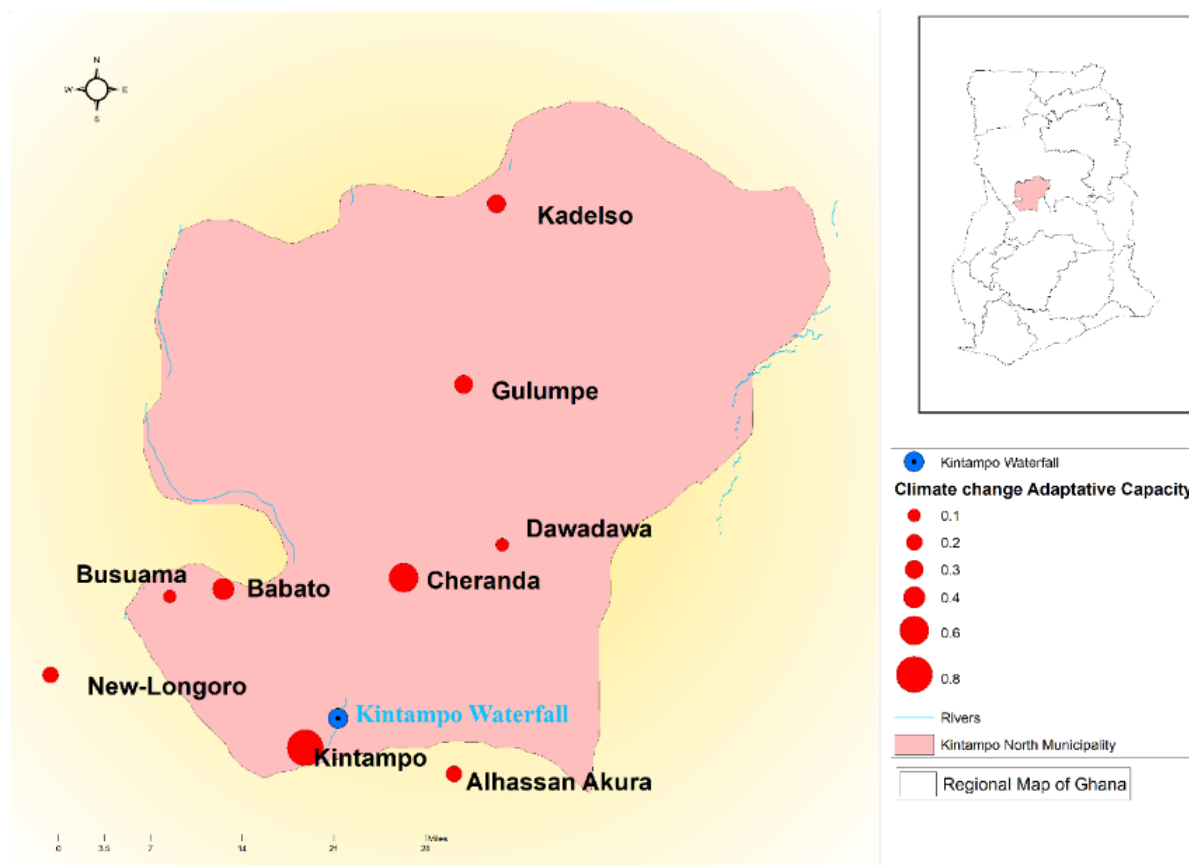 N
W E
S
Kadelso
Gulumpe
Dawadawa
Busuama
Babato
Cheranda
New-Longoro
Kintampo Waterfall
Kintampo
Alhassan Akura
Miles
0 3.5 7 14 21 28
Kintampo Waterfall
Climate change Adaptative Capacity
0.1
0.2
0.3
0.4
0.6
0.8
Rivers
Kintampo North Municipality
Regional Map of Ghana